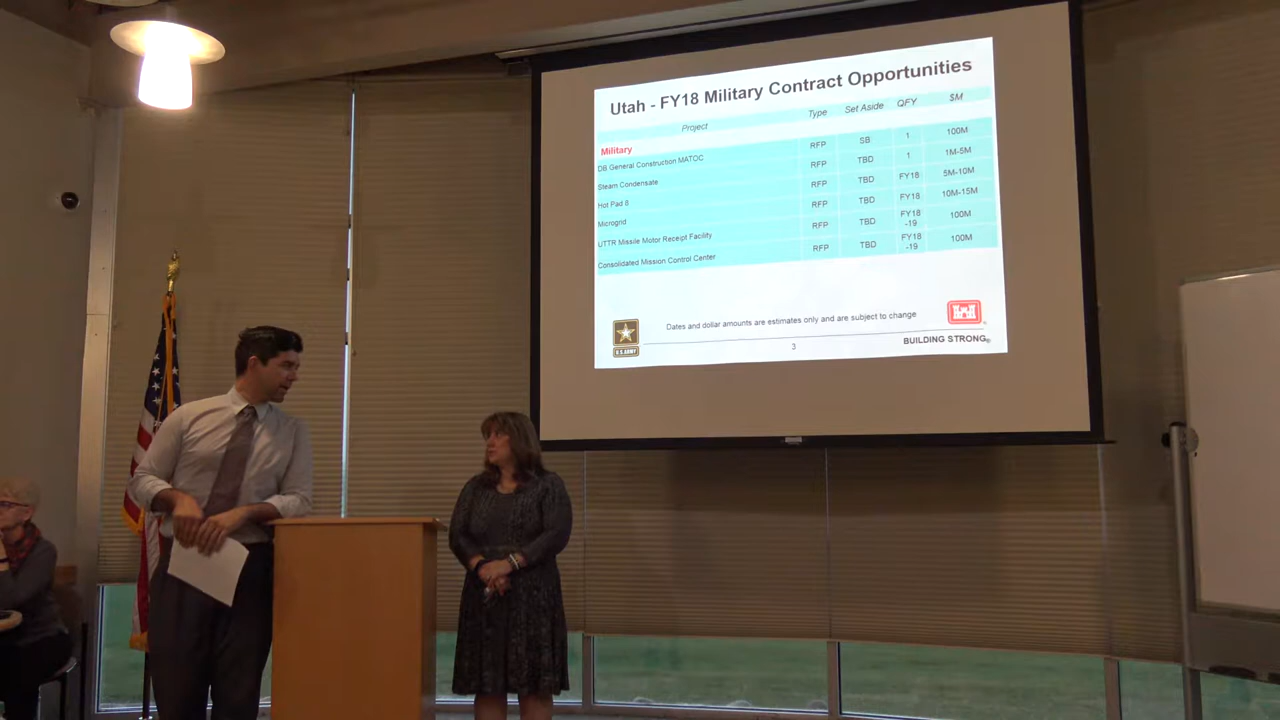 Utah - FY18 Military Contract Opportunities
Project Type Set Aside QFY $M
Military
DB General Construction MATOC RFP SB 1 100M
Steam Condensate RFP TBD 1 1M-5M
Hot Pad 8 RFP TBD FY18 5M-10M
Microgrid RFP TBD FY18 10M-15M
UTTR Missile Motor Receipt Facility RFP TBD FY18 -19 100M
Consolidated Mission Control Center RFP TBD FY18 -19 100M
Dates and dollar amounts are estimates only and are subject to change
U.S. ARMY
3
BUILDING STRONG®